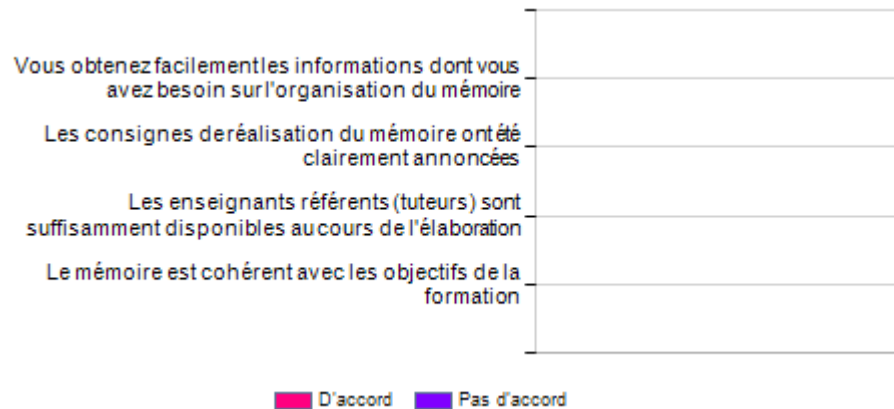 Vous obtenez facilement les informations dont vous
avez besoin sur l'organisation du mémoire
Les consignes de réalisation du mémoire ont été
clairement annoncées
Les enseignants référents (tuteurs) sont
suffisamment disponibles au cours de l'élaboration
Le mémoire est cohérent avec les objectifs de la
formation
D'accord
Pas d'accord